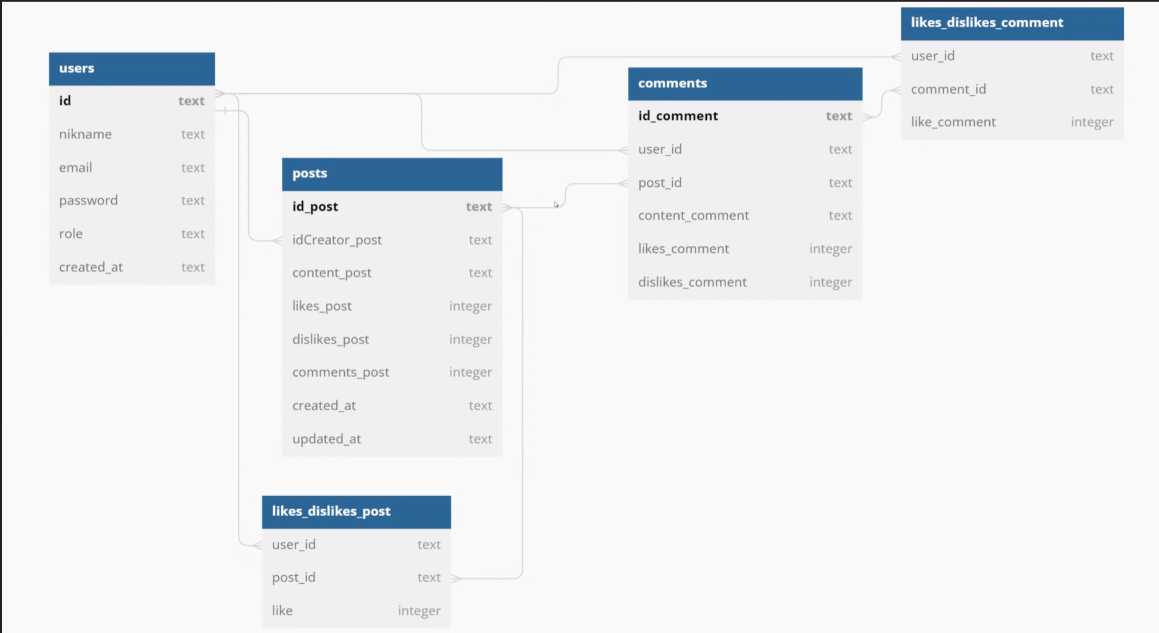 likes_dislikes_comment
user_id text
comment_id text
like_comment integer
users
id text
nikname text
email text
password text
role text
created_at text
comments
id_comment text
user_id text
post_id text
content_comment text
likes_comment integer
dislikes_comment integer
posts
id_post text
idCreator_post text
content_post text
likes_post integer
dislikes_post integer
comments_post integer
created_at text
updated_at text
likes_dislikes_post
user_id text
post_id text
like integer